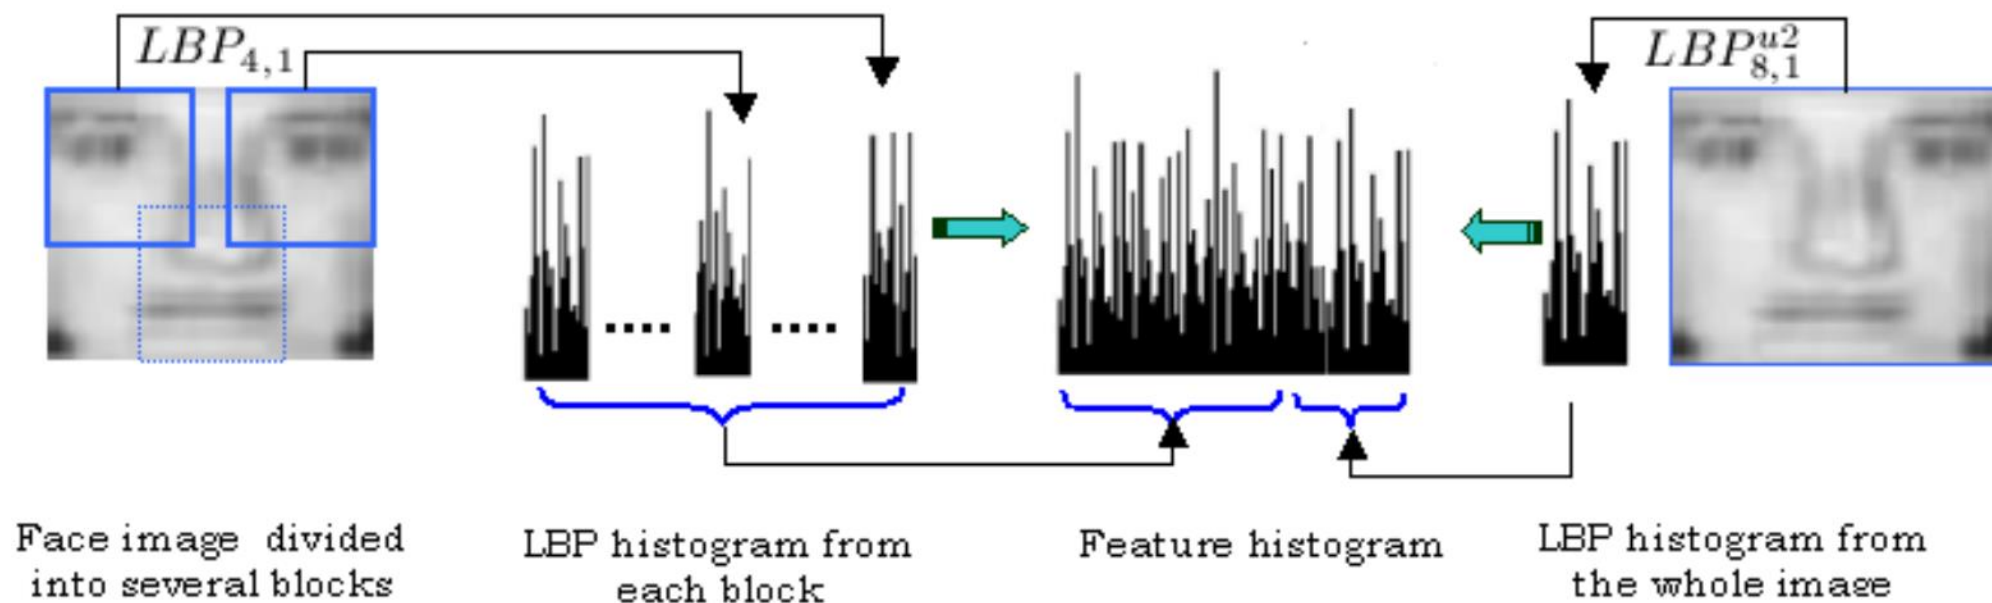 LBP4,1
LBP8,1u2
Face image divided
into several blocks
LBP histogram from
each block
Feature histogram
LBP histogram from
the whole image